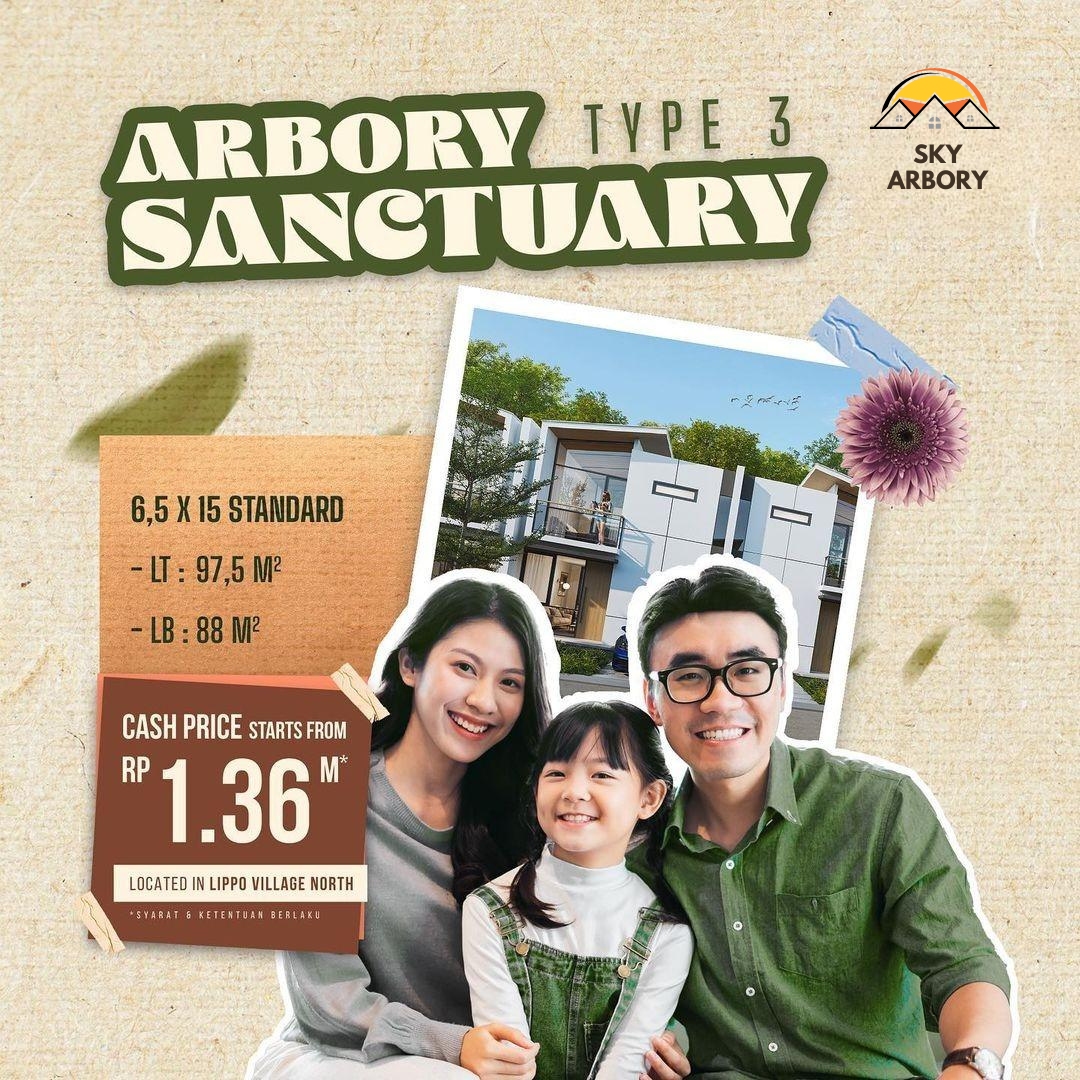 ARBORY TYPE 3
SANCTUARY
SKY
ARBORY
6,5 X 15 STANDARD
- LT : 97,5 M²
- LB : 88 M²
CASH PRICE STARTS FROM
RP 1.36 M*
LOCATED IN LIPPO VILLAGE NORTH
*SYARAT & KETENTUAN BERLAKU